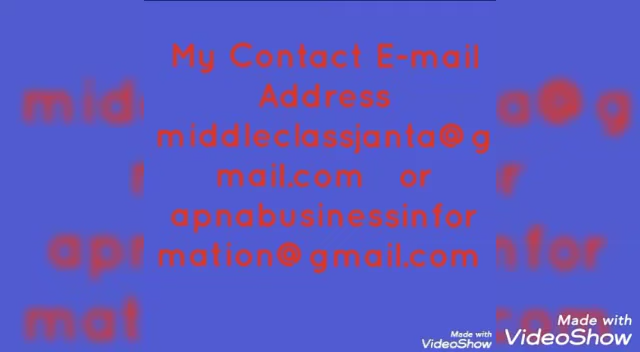 My Contact E-mail
Address
middleclassjanta@g
mail.com or
apnabusinessinfor
mation@gmail.com
Made with
VideoShow
Made with
VideoShow